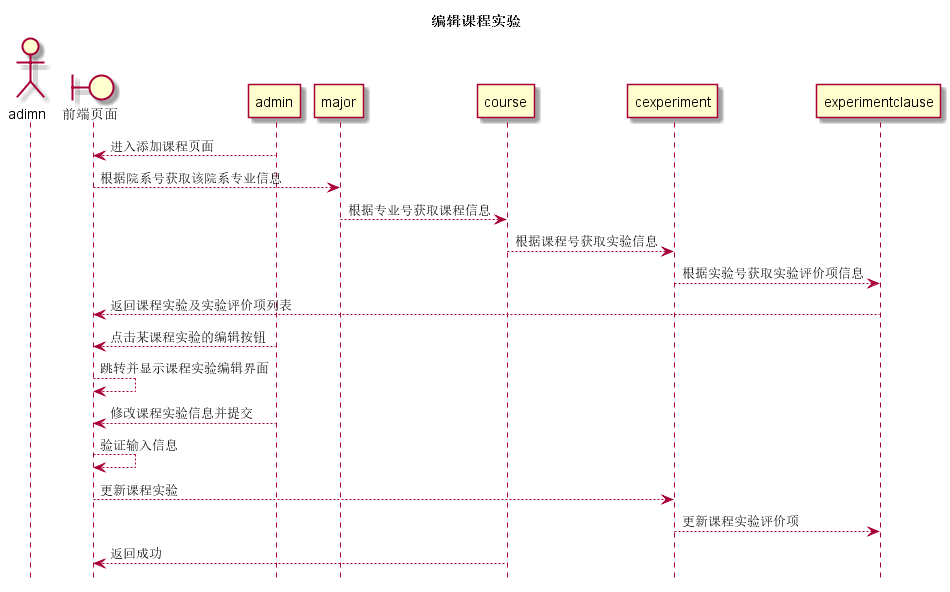 编辑课程实验
adimn
前端页面
admin
major
course
cexperiment
experimentclause
进入添加课程页面
根据院系号获取该院系专业信息
根据专业号获取课程信息
根据课程号获取实验信息
根据实验号获取实验评价项信息
返回课程实验及实验评价项列表
点击某课程实验的编辑按钮
跳转并显示课程实验编辑界面
修改课程实验信息并提交
验证输入信息
更新课程实验
更新课程实验评价项
返回成功